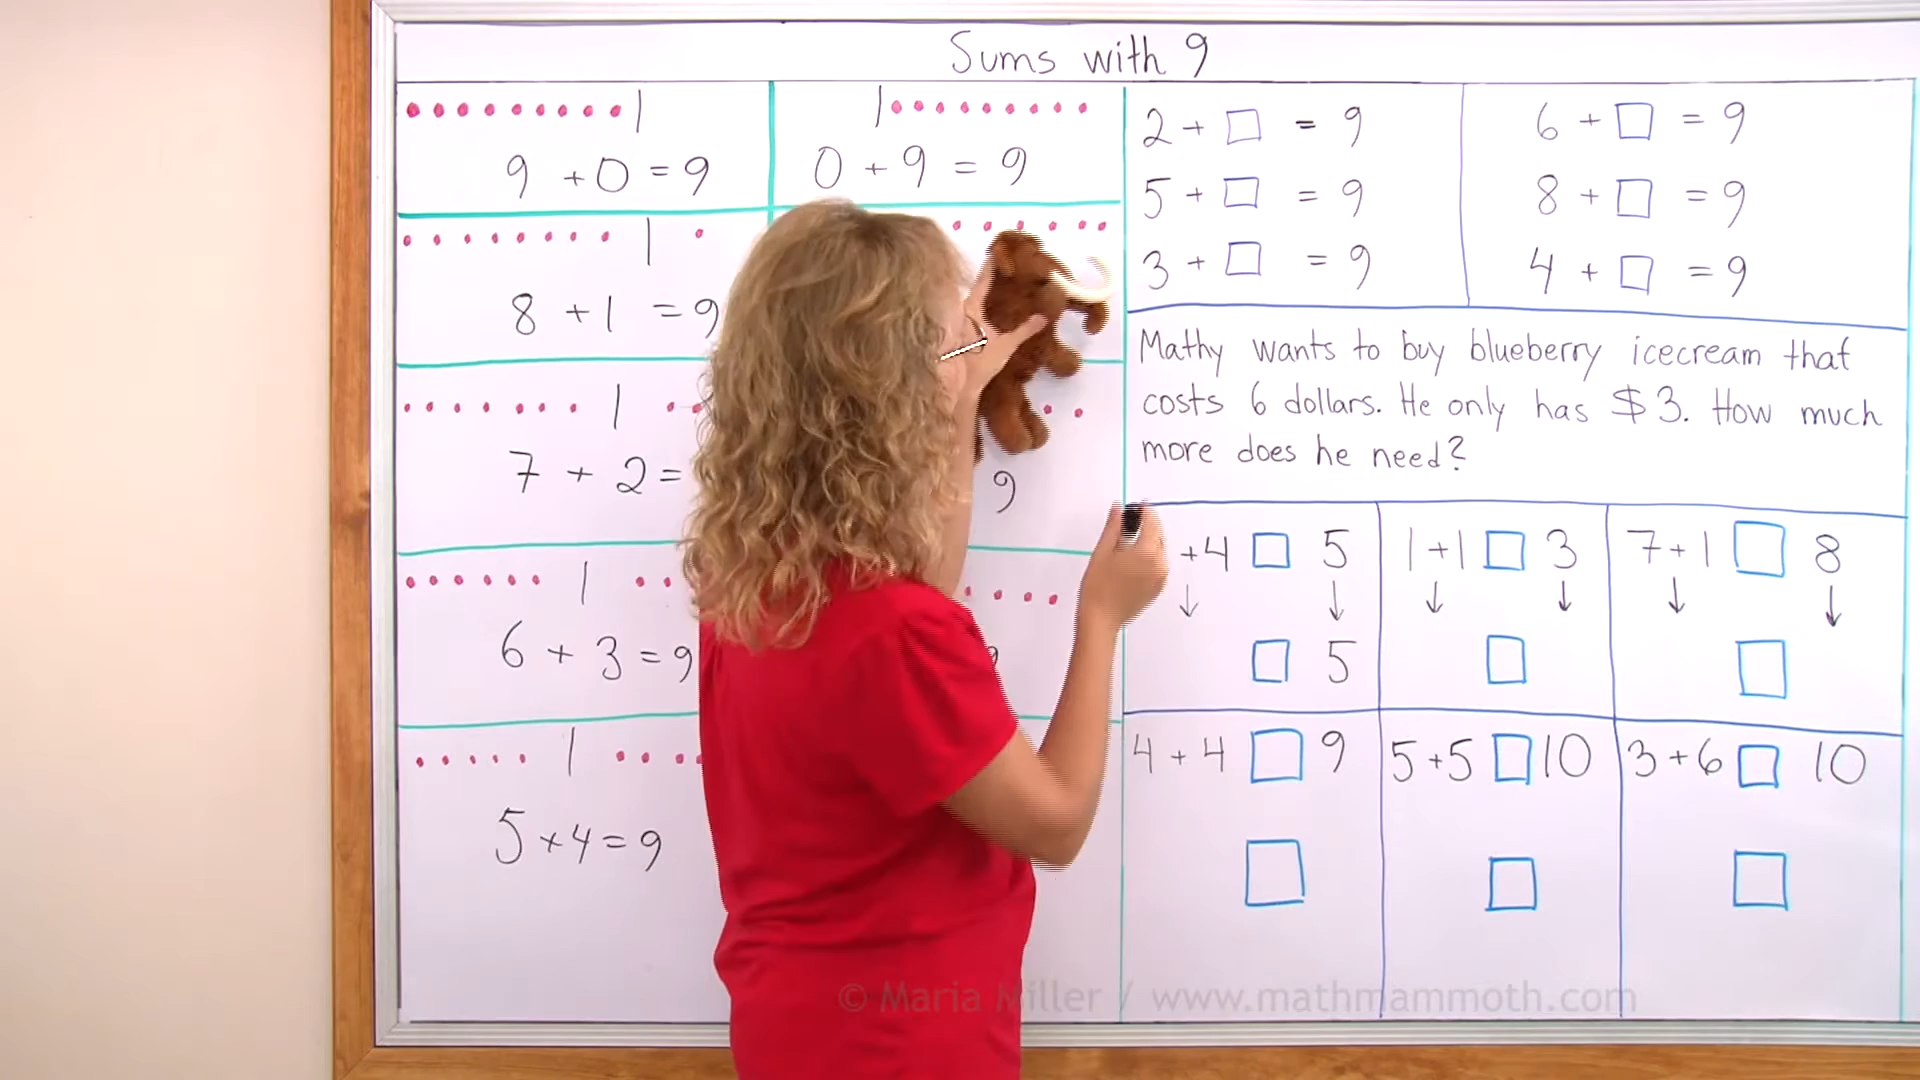 Sums with 9
9 + 0 = 9
0 + 9 = 9
8 + 1 = 9
7 + 2 =
9
6 + 3 = 9
5 + 4 = 9
2 + □ = 9
5 + □ = 9
3 + □ = 9
6 + □ = 9
8 + □ = 9
4 + □ = 9
Mathy wants to buy blueberry icecream that
costs 6 dollars. He only has $3. How much
more does he need?
+4 □ 5
↓ ↓
□ 5
1+1 □ 3
↓ ↓
□
7+1 □ 8
↓ ↓
□
4 + 4 □ 9
□
5+5 □ 10
□
3+6 □ 10
□
© Maria Miller / www.mathmammoth.com